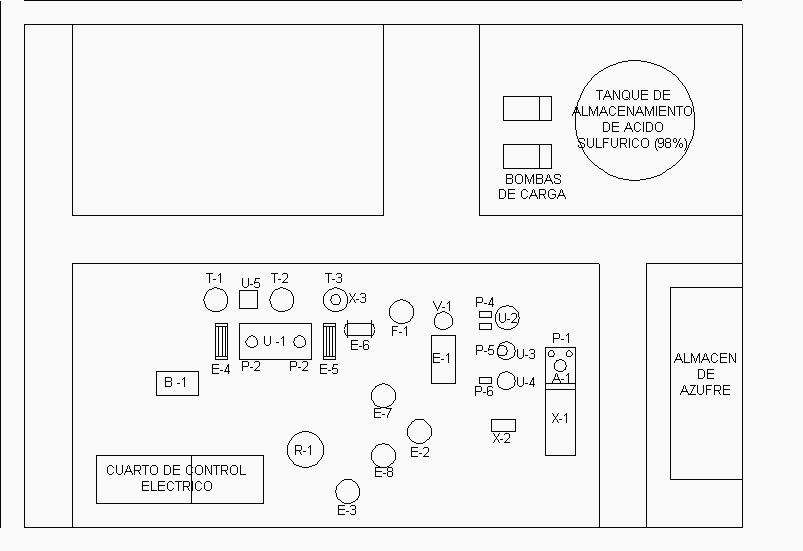 TANQUE DE
ALMACENAMIENTO
DE ACIDO
SULFURICO (98%)
BOMBAS
DE CARGA
T-1
U-5
T-2
T-3
X-3
P-4
V-1
U-2
F-1
U -1
E-6
P-1
P-5
U-3
E-1
E-4
P-2
P-2
E-5
ALMACEN
DE
AZUFRE
B -1
U-4
A-1
P-6
E-7
X-1
E-2
X-2
R-1
CUARTO DE CONTROL
ELECTRICO
E-8
E-3